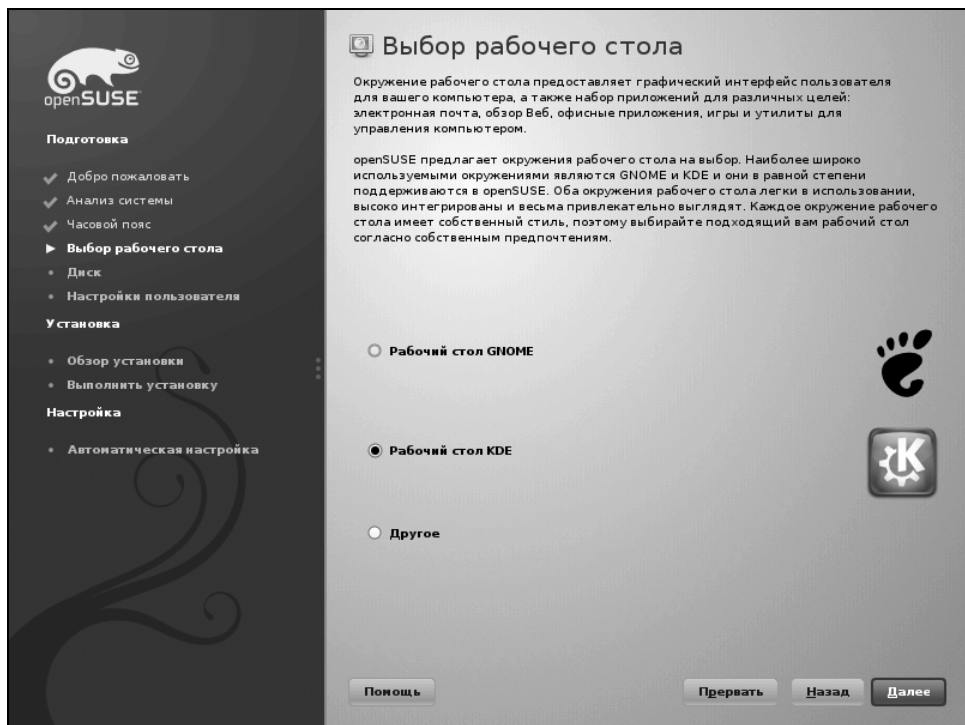 openSUSE
Подготовка
Добро пожаловать
Анализ системы
Часовой пояс
Выбор рабочего стола
Диск
Настройки пользователя
Установка
Обзор установки
Выполнить установку
Настройка
Автоматическая настройка
Выбор рабочего стола
Окружение рабочего стола предоставляет графический интерфейс пользователя
для вашего компьютера, а также набор приложений для различных целей:
электронная почта, обзор Веб, офисные приложения, игры и утилиты для
управления компьютером.
openSUSE предлагает окружения рабочего стола на выбор. Наиболее широко
используемыми окружениями являются GNOME и KDE и они в равной степени
поддерживаются в openSUSE. Оба окружения рабочего стола легки в использовании,
высоко интегрированы и весьма привлекательно выглядят. Каждое окружение рабочего
стола имеет собственный стиль, поэтому выбирайте подходящий вам рабочий стол
согласно собственным предпочтениям.
Рабочий стол GNOME
Рабочий стол KDE
K
Другое
Помощь
Прервать
Назад
Далее